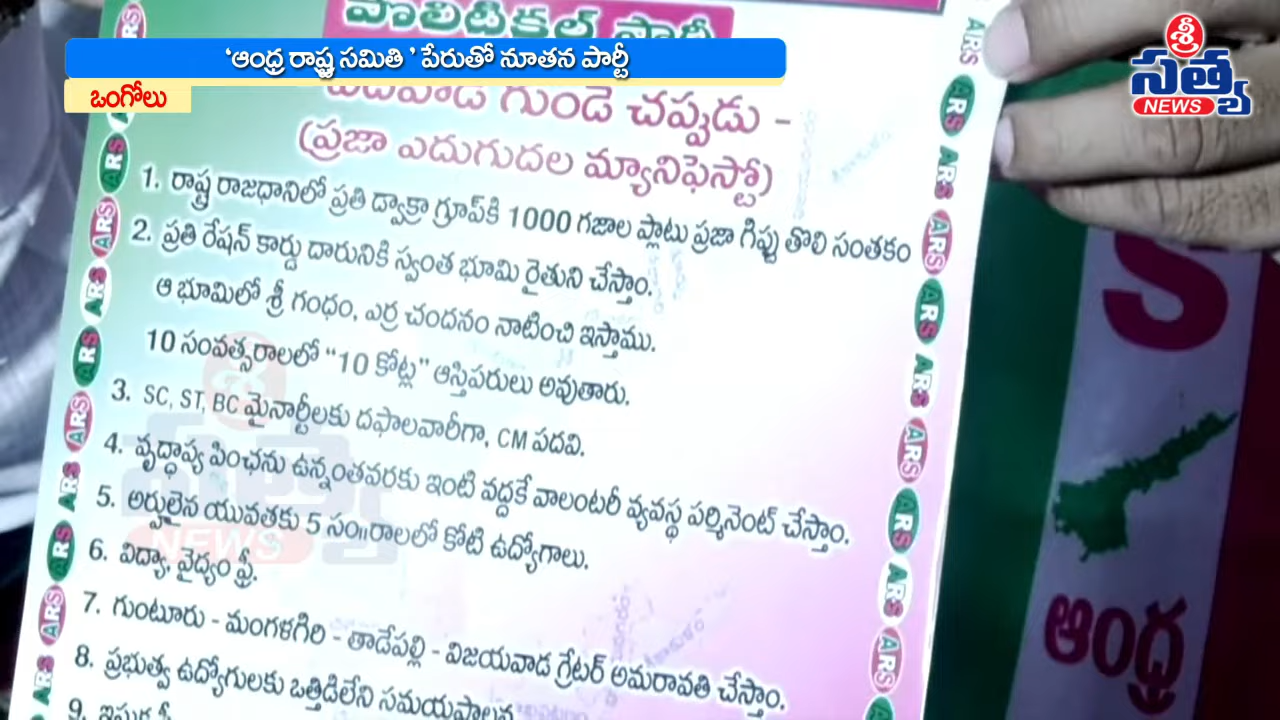 పొలిటికల్ పార్టీ
'ఆంధ్ర రాష్ట్ర సమితి ' పేరుతో నూతన పార్టీ
ఒంగోలు
శ్రీ
సత్య
NEWS
గుండె చప్పుడు -
(ప్రజా ఎదుగుదల మ్యానిఫెస్టో)
1. రాష్ట్ర రాజధానిలో ప్రతి ద్వాక్రా గ్రూప్‌కి 1000 గజాల ప్లాటు ప్రజా గిఫ్టు తొలి సంతకం
2. ప్రతి రేషన్ కార్డు దారునికి స్వంత భూమి రైతుని చేస్తాం.
ఆ భూమిలో శ్రీ గంధం, ఎర్ర చందనం నాటించి ఇస్తాము.
10 సంవత్సరాలలో "10 కోట్ల" ఆస్తిపరులు అవుతారు.
3. SC, ST, BC మైనార్టీలకు దఫాలవారీగా, CM పదవి.
4. వృద్ధాప్య పింఛను ఉన్నంతవరకు ఇంటి వద్దకే వాలంటరీ వ్యవస్థ పర్మినెంట్ చేస్తాం.
5. అర్హులైన యువతకు 5 సం॥రాలలో కోటి ఉద్యోగాలు.
6. విద్యా, వైద్యం ఫ్రీ.
7. గుంటూరు - మంగళగిరి - తాడేపల్లి - విజయవాడ గ్రేటర్ అమరావతి చేస్తాం.
8. ప్రభుత్వ ఉద్యోగులకు ఒత్తిడిలేని సమయపాలన
9.
S
ఆంధ్ర